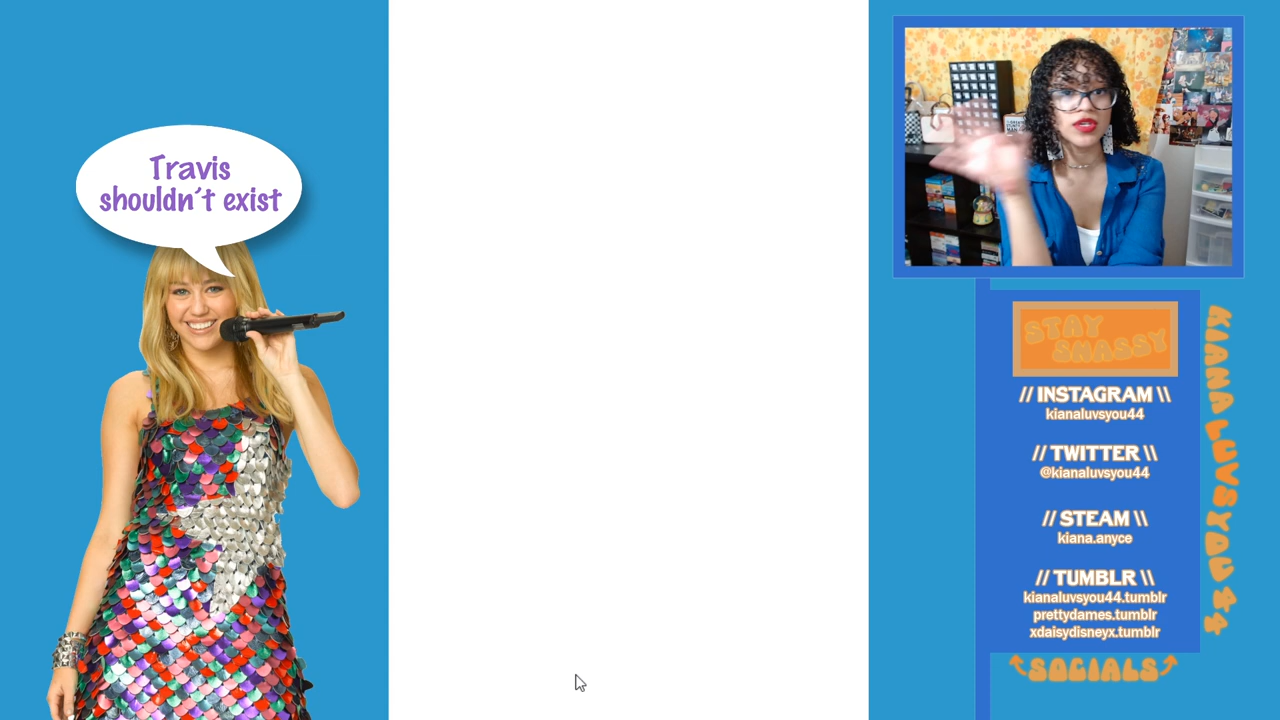 Travis
shouldn't exist
STAY
SMASSY
// INSTAGRAM \\
kianaluvsyou44
// TWITTER \\
@kianaluvsyou44
// STEAM \\
kiana.anyce
// TUMBLR \\
kianaluvsyou44.tumblr
prettydames.tumblr
xdaisydisneyx.tumblr
SOCIALS
KIANA LUVSYOU 44